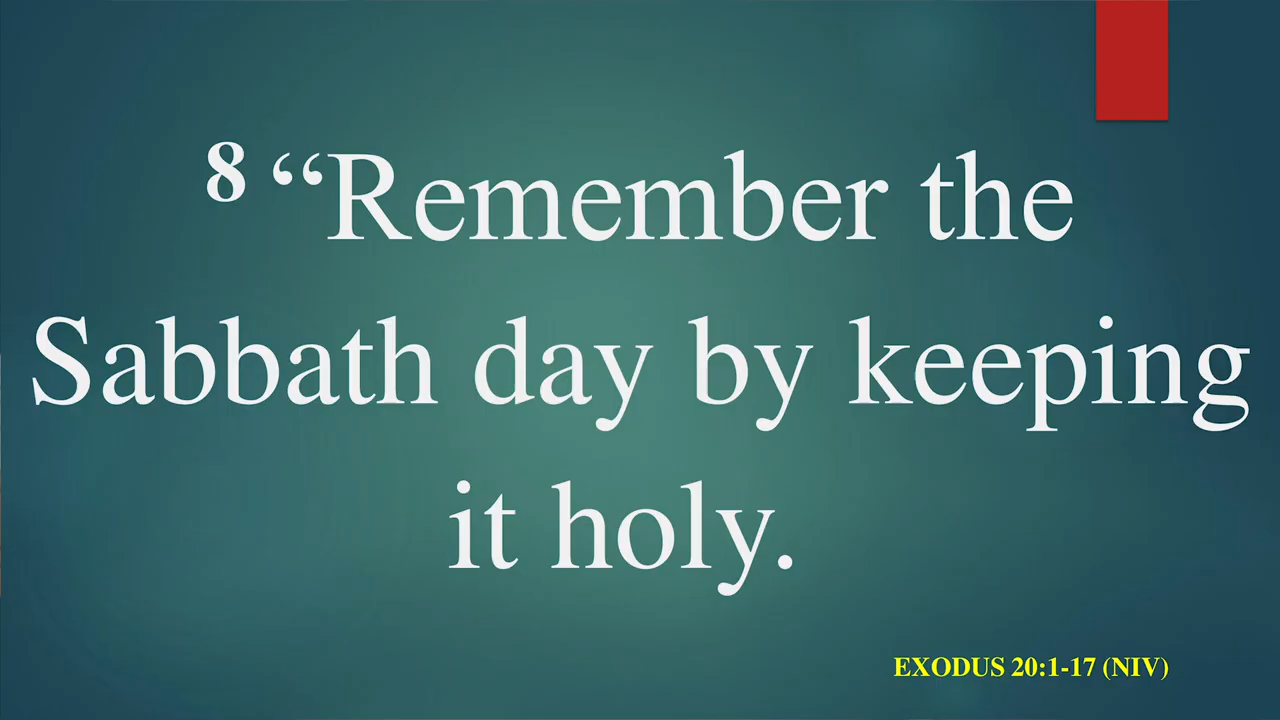 8 “Remember the
Sabbath day by keeping
it holy.
EXODUS 20:1-17 (NIV)